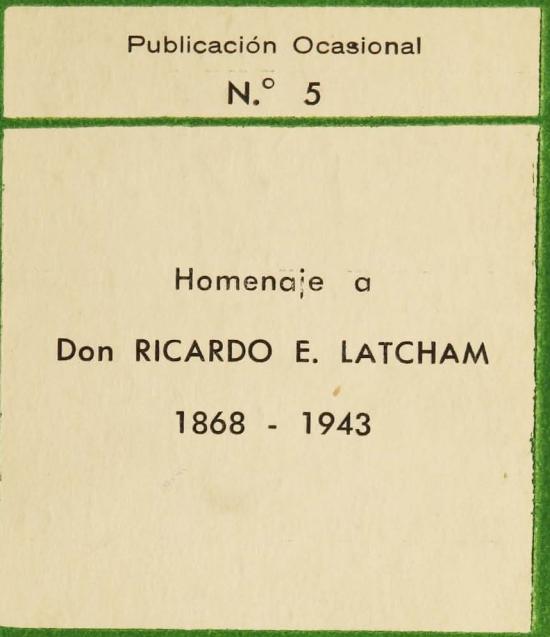 Publicación Ocasional
N.° 5
Homenaje a
Don RICARDO E. LATCHAM
1868 - 1943